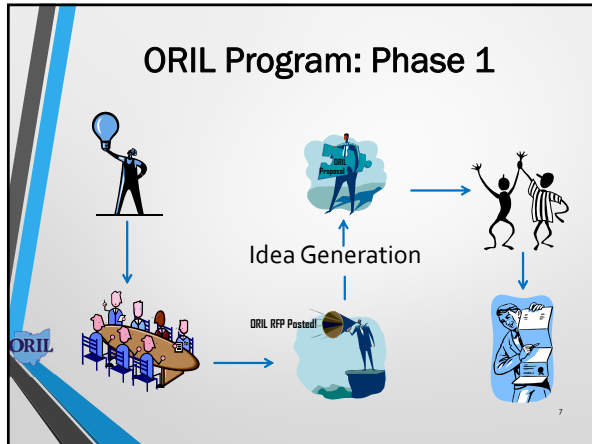 ORIL Program: Phase 1
ORIL
Proposal
Idea Generation
ORIL RFP Posted!
ORIL
7